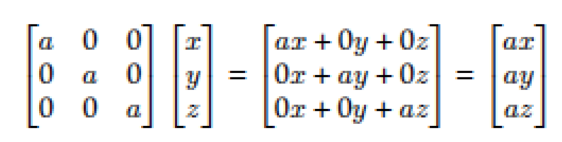 [a 0 0] [x] [ax + 0y + 0z] [ax]
[0 a 0] [y] = [0x + ay + 0z] = [ay]
[0 0 a] [z] [0x + 0y + az] [az]